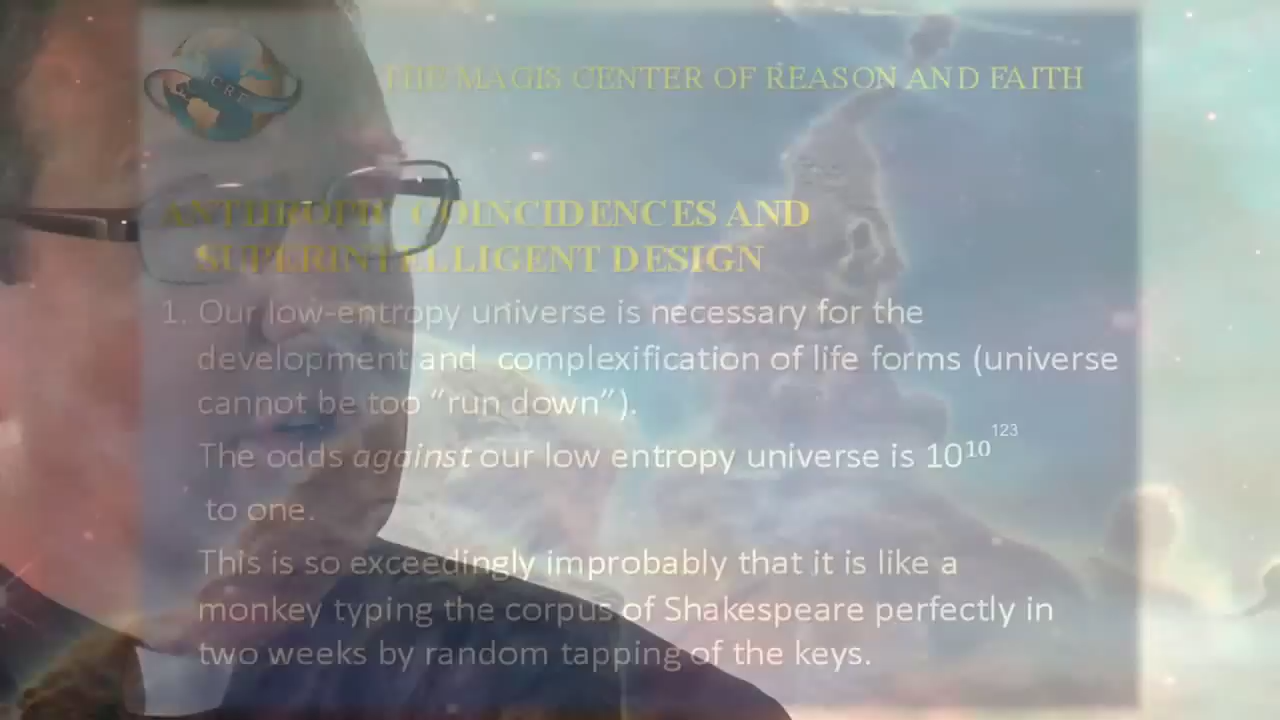 THE MAGIS CENTER OF REASON AND FAITH
ANTHROPIC COINCIDENCES AND
SUPERINTELLIGENT DESIGN
1. Our low-entropy universe is necessary for the
development and complexification of life forms (universe
cannot be too “run down”).
The odds against our low entropy universe is 10^10^123
to one.
This is so exceedingly improbably that it is like a
monkey typing the corpus of Shakespeare perfectly in
two weeks by random tapping of the keys.